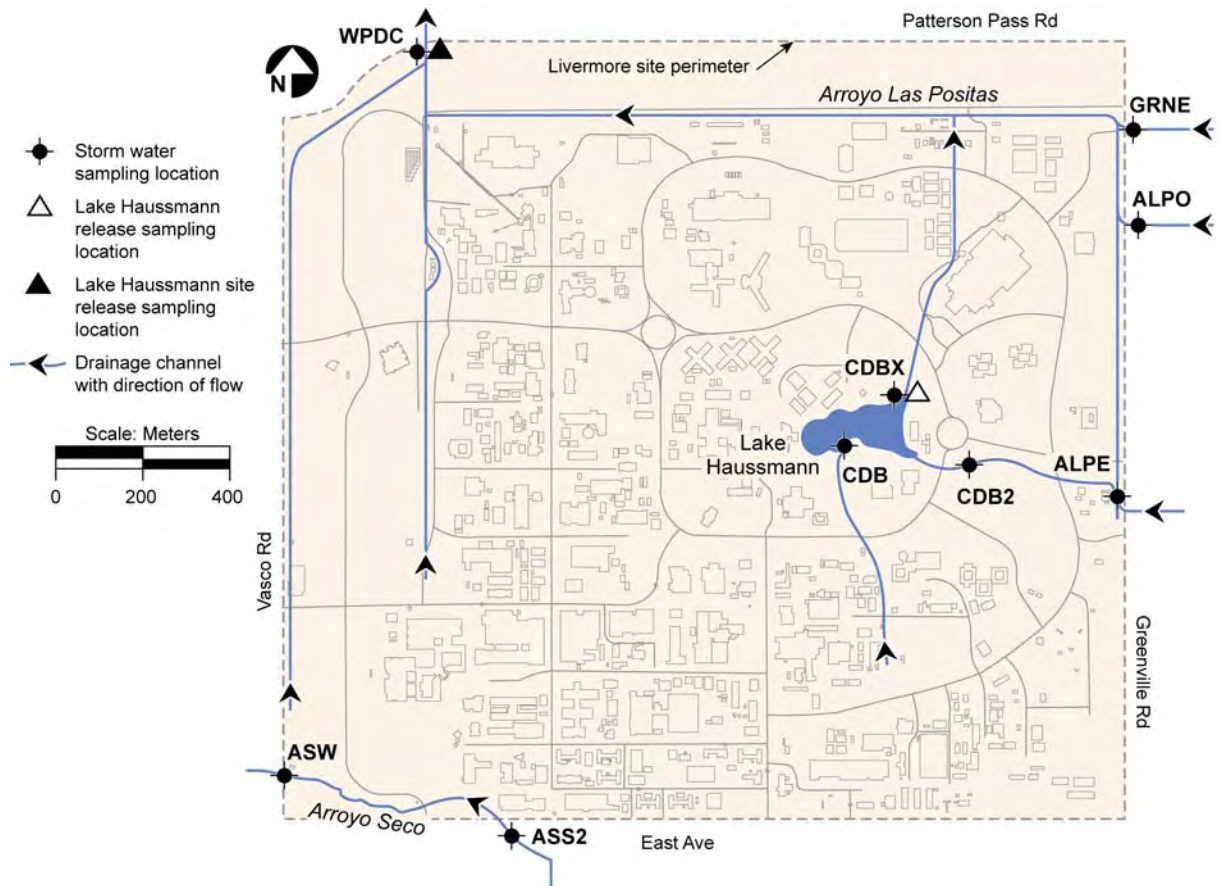 Patterson Pass Rd
WPDC
Livermore site perimeter
N
Arroyo Las Positas
GRNE
Storm water
sampling location
Lake Haussmann
release sampling
location
Lake Haussmann site
release sampling
location
Drainage channel
with direction of flow
ALPO
CDBX
Scale: Meters
0 200 400
Lake
Haussmann
CDB
CDB2
ALPE
Vasco Rd
Greenville Rd
ASW
Arroyo Seco
ASS2
East Ave